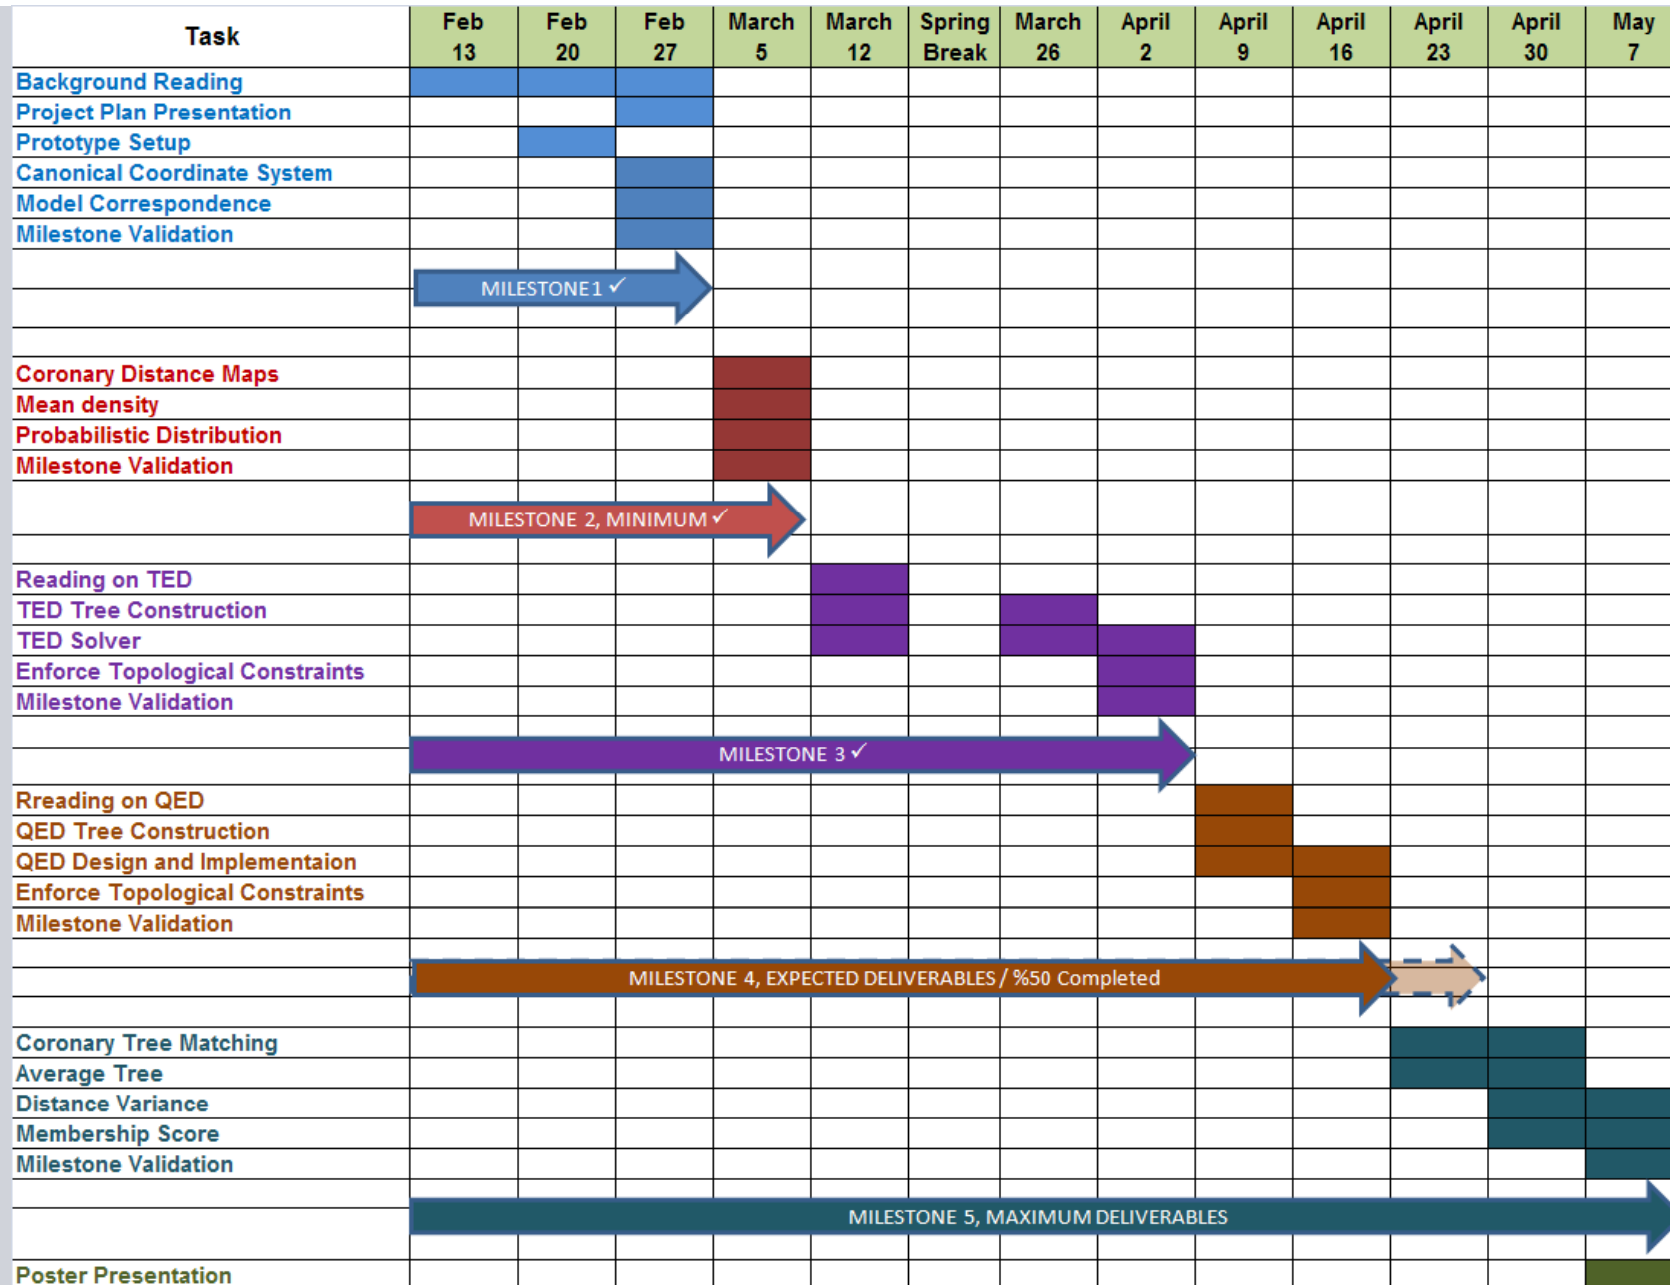 Task
Feb 13
Feb 20
Feb 27
March 5
March 12
Spring Break
March 26
April 2
April 9
April 16
April 23
April 30
May 7
Background Reading
Project Plan Presentation
Prototype Setup
Canonical Coordinate System
Model Correspondence
Milestone Validation
MILESTONE1 ✓
Coronary Distance Maps
Mean density
Probabilistic Distribution
Milestone Validation
MILESTONE 2, MINIMUM ✓
Reading on TED
TED Tree Construction
TED Solver
Enforce Topological Constraints
Milestone Validation
MILESTONE 3 ✓
Rreading on QED
QED Tree Construction
QED Design and Implementaion
Enforce Topological Constraints
Milestone Validation
MILESTONE 4, EXPECTED DELIVERABLES / %50 Completed
Coronary Tree Matching
Average Tree
Distance Variance
Membership Score
Milestone Validation
MILESTONE 5, MAXIMUM DELIVERABLES
Poster Presentation